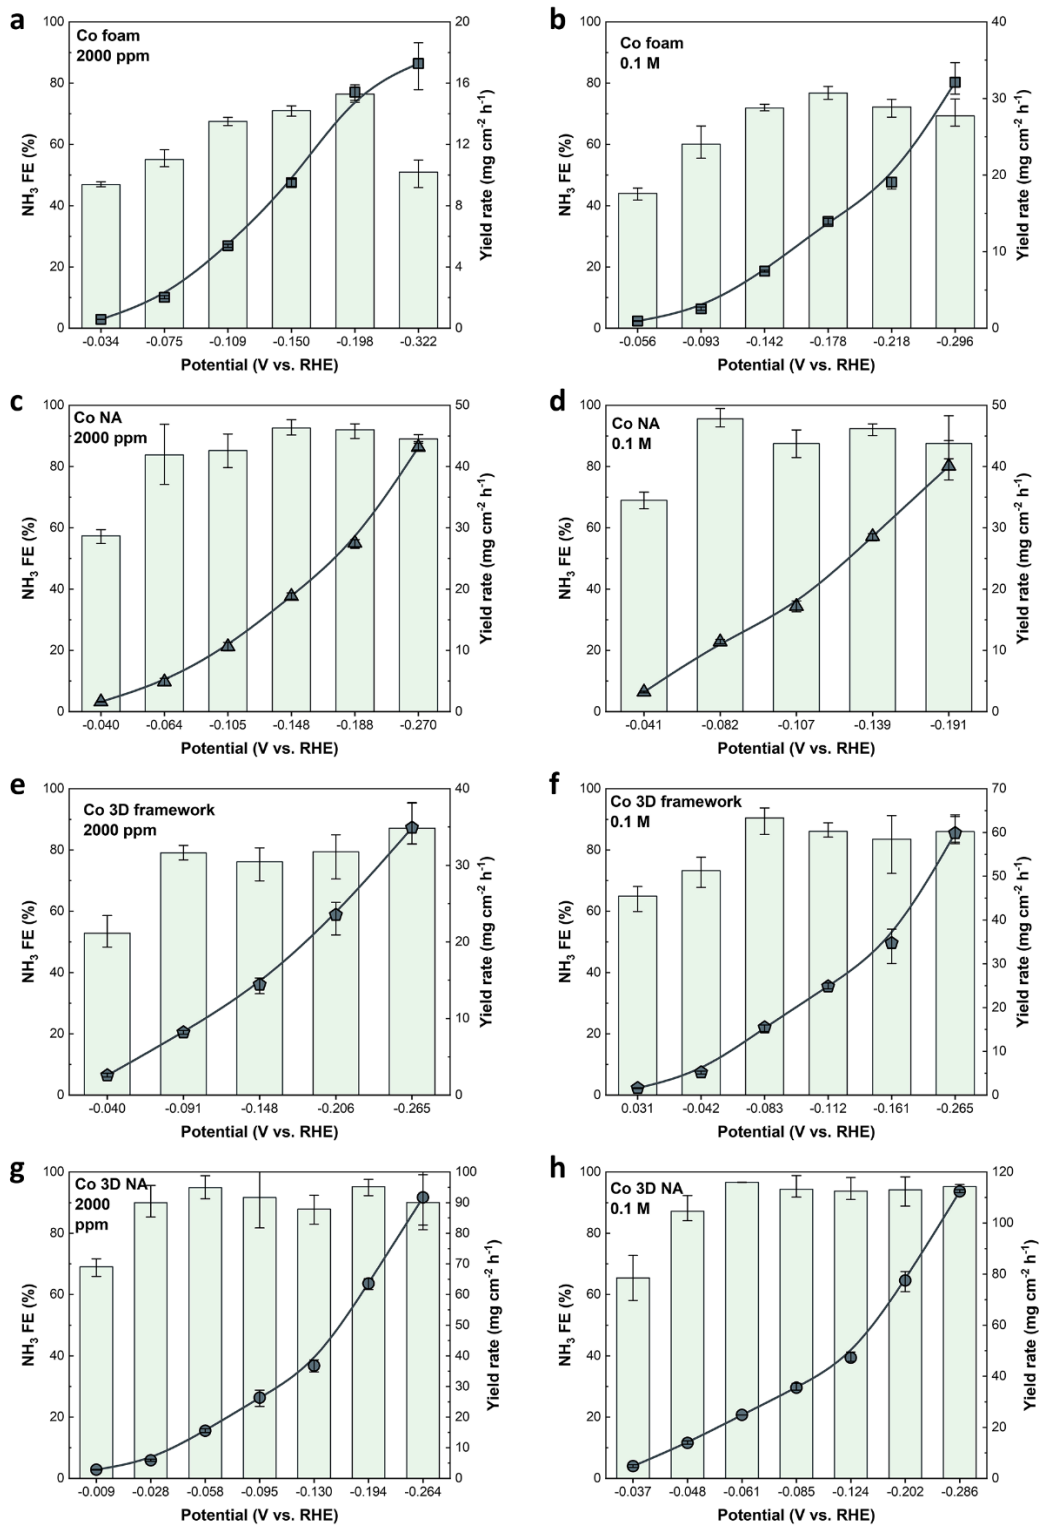 a
Co foam
2000 ppm
100
80
60
40
20
0
NH3 FE (%)
20
16
12
8
4
0
Yield rate (mg cm-2 h-1)
-0.034 -0.075 -0.109 -0.150 -0.198 -0.322
Potential (V vs. RHE)
b
Co foam
0.1 M
100
80
60
40
20
0
NH3 FE (%)
40
30
20
10
0
Yield rate (mg cm-2 h-1)
-0.056 -0.093 -0.142 -0.178 -0.218 -0.296
Potential (V vs. RHE)
c
Co NA
2000 ppm
100
80
60
40
20
0
NH3 FE (%)
50
40
30
20
10
0
Yield rate (mg cm-2 h-1)
-0.040 -0.064 -0.105 -0.148 -0.188 -0.270
Potential (V vs. RHE)
d
Co NA
0.1 M
100
80
60
40
20
0
NH3 FE (%)
50
40
30
20
10
0
Yield rate (mg cm-2 h-1)
-0.041 -0.082 -0.107 -0.139 -0.191
Potential (V vs. RHE)
e
Co 3D framework
2000 ppm
100
80
60
40
20
0
NH3 FE (%)
40
30
20
10
0
Yield rate (mg cm-2 h-1)
-0.040 -0.091 -0.148 -0.206 -0.265
Potential (V vs. RHE)
f
Co 3D framework
0.1 M
100
80
60
40
20
0
NH3 FE (%)
70
60
50
40
30
20
10
0
Yield rate (mg cm-2 h-1)
0.031 -0.042 -0.083 -0.112 -0.161 -0.265
Potential (V vs. RHE)
g
Co 3D NA
2000
ppm
100
80
60
40
20
0
NH3 FE (%)
100
90
80
70
60
50
40
30
20
10
0
Yield rate (mg cm-2 h-1)
-0.009 -0.028 -0.058 -0.095 -0.130 -0.194 -0.264
Potential (V vs. RHE)
h
Co 3D NA
0.1 M
100
80
60
40
20
0
NH3 FE (%)
120
100
80
60
40
20
0
Yield rate (mg cm-2 h-1)
-0.037 -0.048 -0.061 -0.085 -0.124 -0.202 -0.286
Potential (V vs. RHE)